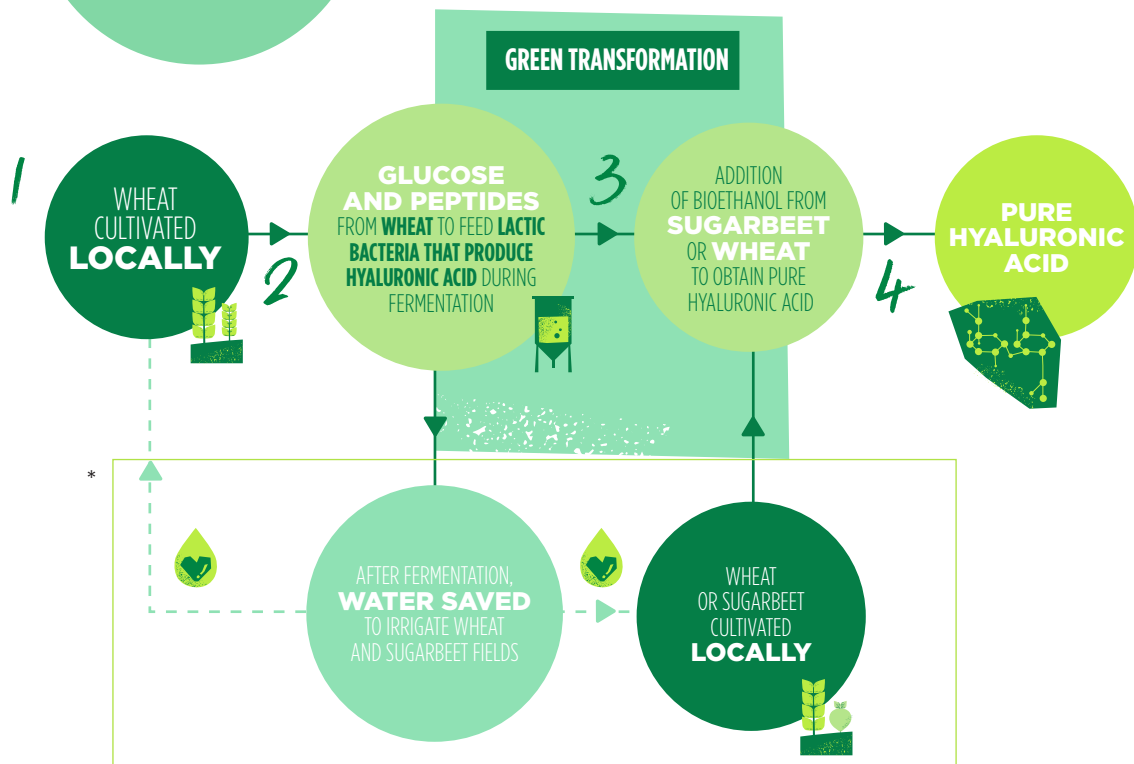 GREEN TRANSFORMATION
1
WHEAT
CULTIVATED
LOCALLY
2
GLUCOSE
AND PEPTIDES
FROM WHEAT TO FEED LACTIC
BACTERIA THAT PRODUCE
HYALURONIC ACID DURING
FERMENTATION
3
ADDITION
OF BIOETHANOL FROM
SUGARBEET
OR WHEAT
TO OBTAIN PURE
HYALURONIC ACID
4
PURE
HYALURONIC
ACID
*
AFTER FERMENTATION,
WATER SAVED
TO IRRIGATE WHEAT
AND SUGARBEET FIELDS
WHEAT
OR SUGARBEET
CULTIVATED
LOCALLY